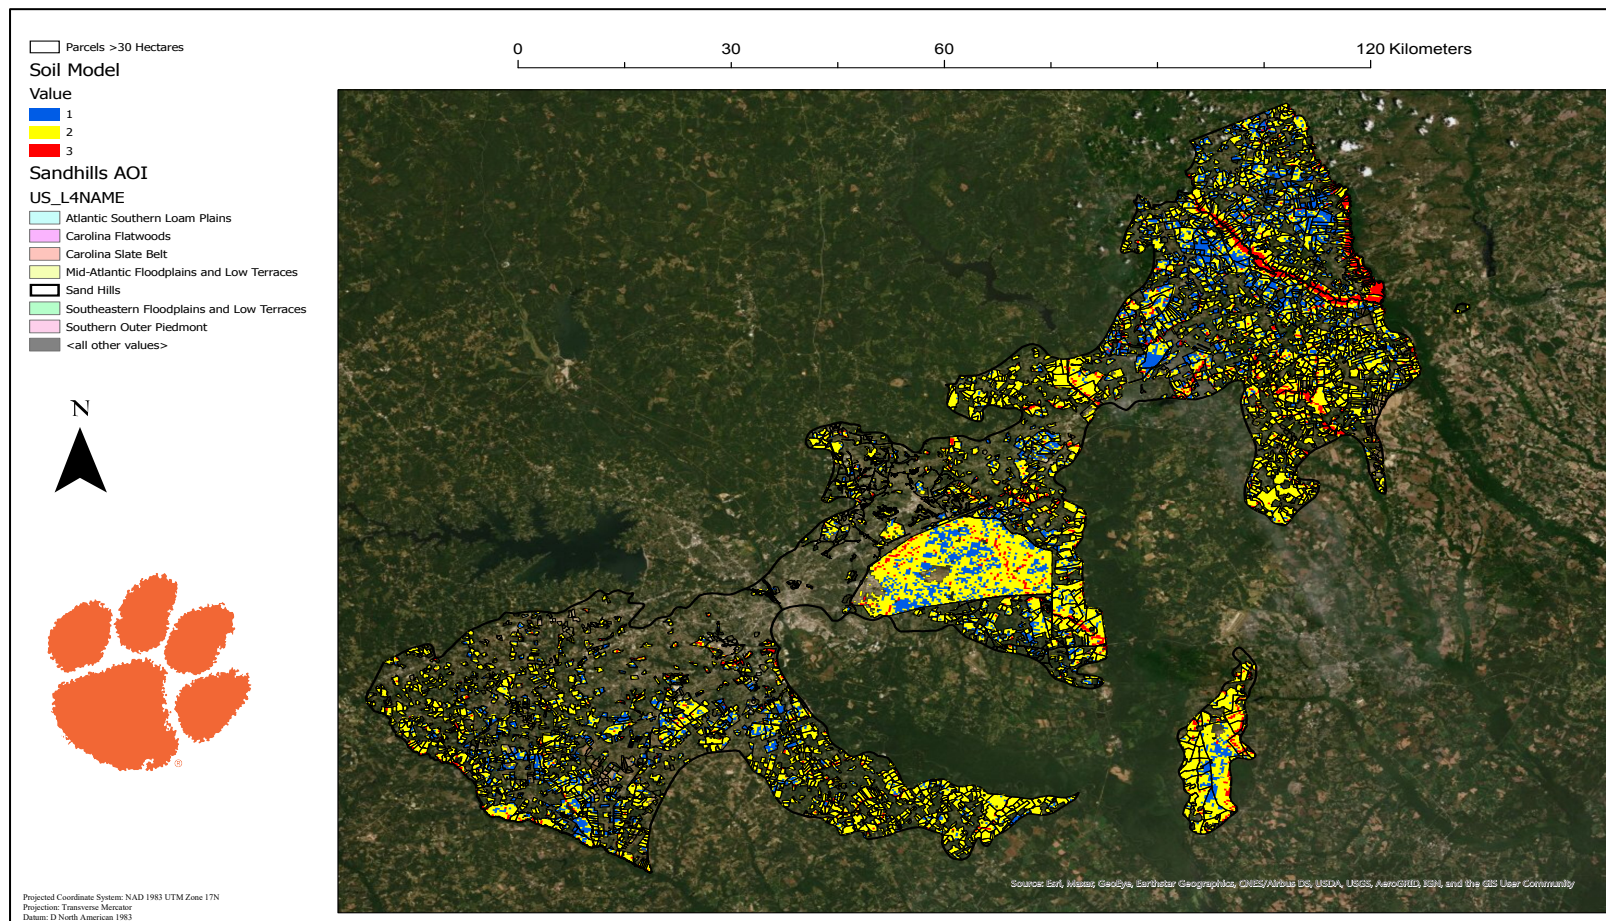 Parcels >30 Hectares
Soil Model
Value
1
2
3
Sandhills AOI
US_L4NAME
Atlantic Southern Loam Plains
Carolina Flatwoods
Carolina Slate Belt
Mid-Atlantic Floodplains and Low Terraces
Sand Hills
Southeastern Floodplains and Low Terraces
Southern Outer Piedmont
<all other values>
0 30 60 120 Kilometers
N
®
Source: Esri, Maxar, GeoEye, Earthstar Geographics, CNES/Airbus DS, USDA, USGS, AeroGRID, IGN, and the GIS User Community
Projected Coordinate System: NAD 1983 UTM Zone 17N
Projection: Transverse Mercator
Datum: D North American 1983